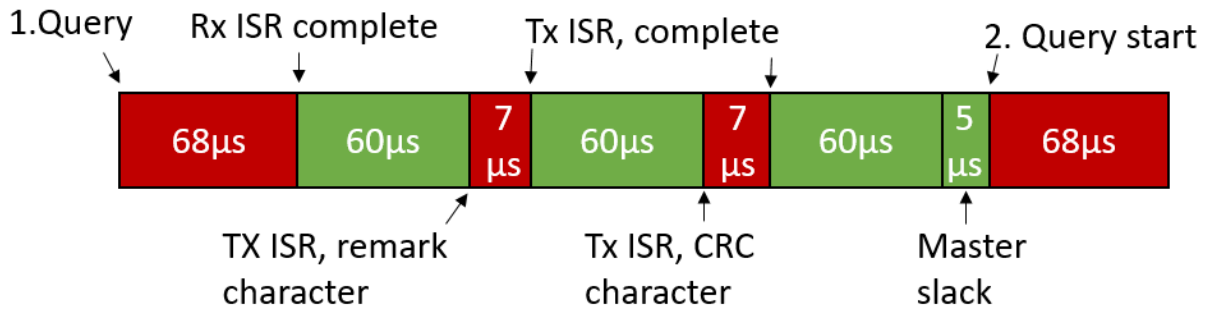 1.Query
Rx ISR complete
Tx ISR, complete
2. Query start
68µs
60µs
7
µs
60µs
7
µs
60µs
5
µs
68µs
TX ISR, remark
character
Tx ISR, CRC
character
Master
slack